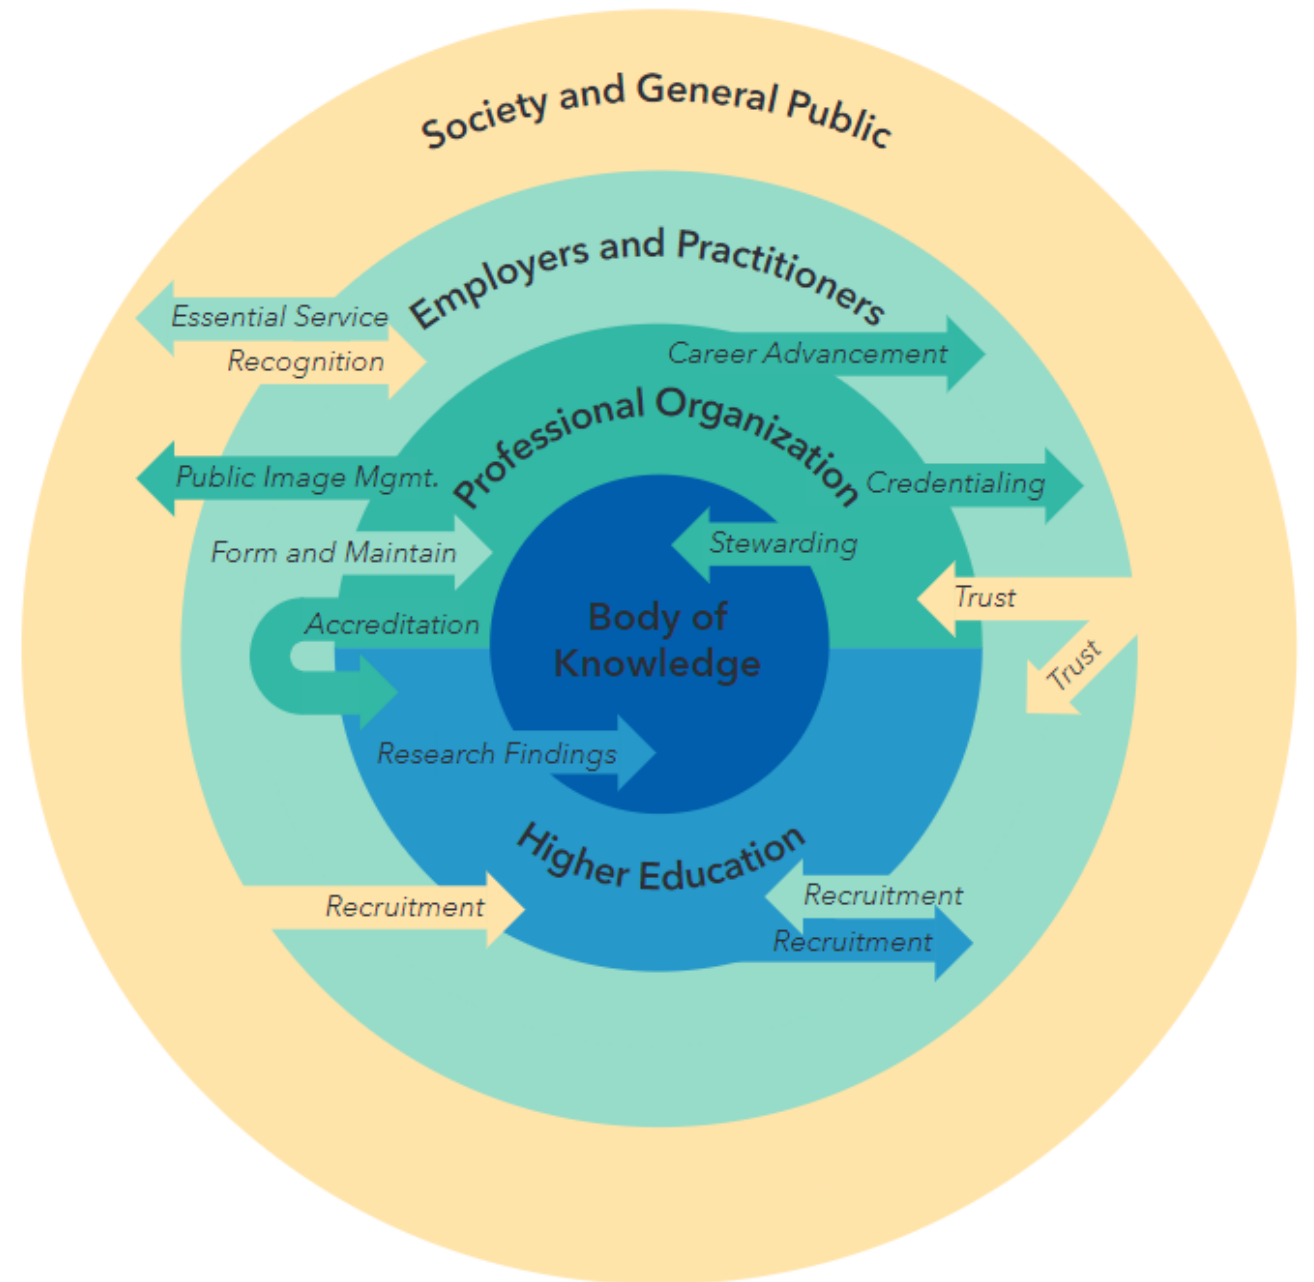 Society and General Public
Employers and Practitioners
Essential Service
Recognition
Career Advancement
Professional Organization
Public Image Mgmt.
Credentialing
Form and Maintain
Stewarding
Trust
Accreditation
Body of
Knowledge
Trust
Research Findings
Higher Education
Recruitment
Recruitment
Recruitment